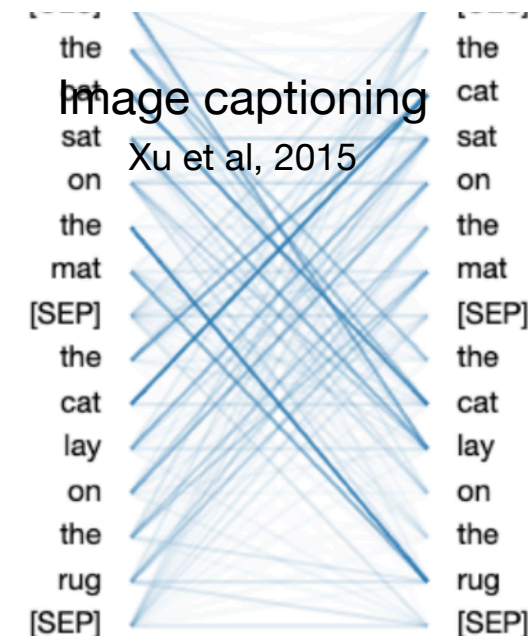 the the
cat cat
Image captioning
sat sat
Xu et al, 2015
on on
the the
mat mat
[SEP] [SEP]
the the
cat cat
lay lay
on on
the the
rug rug
[SEP] [SEP]